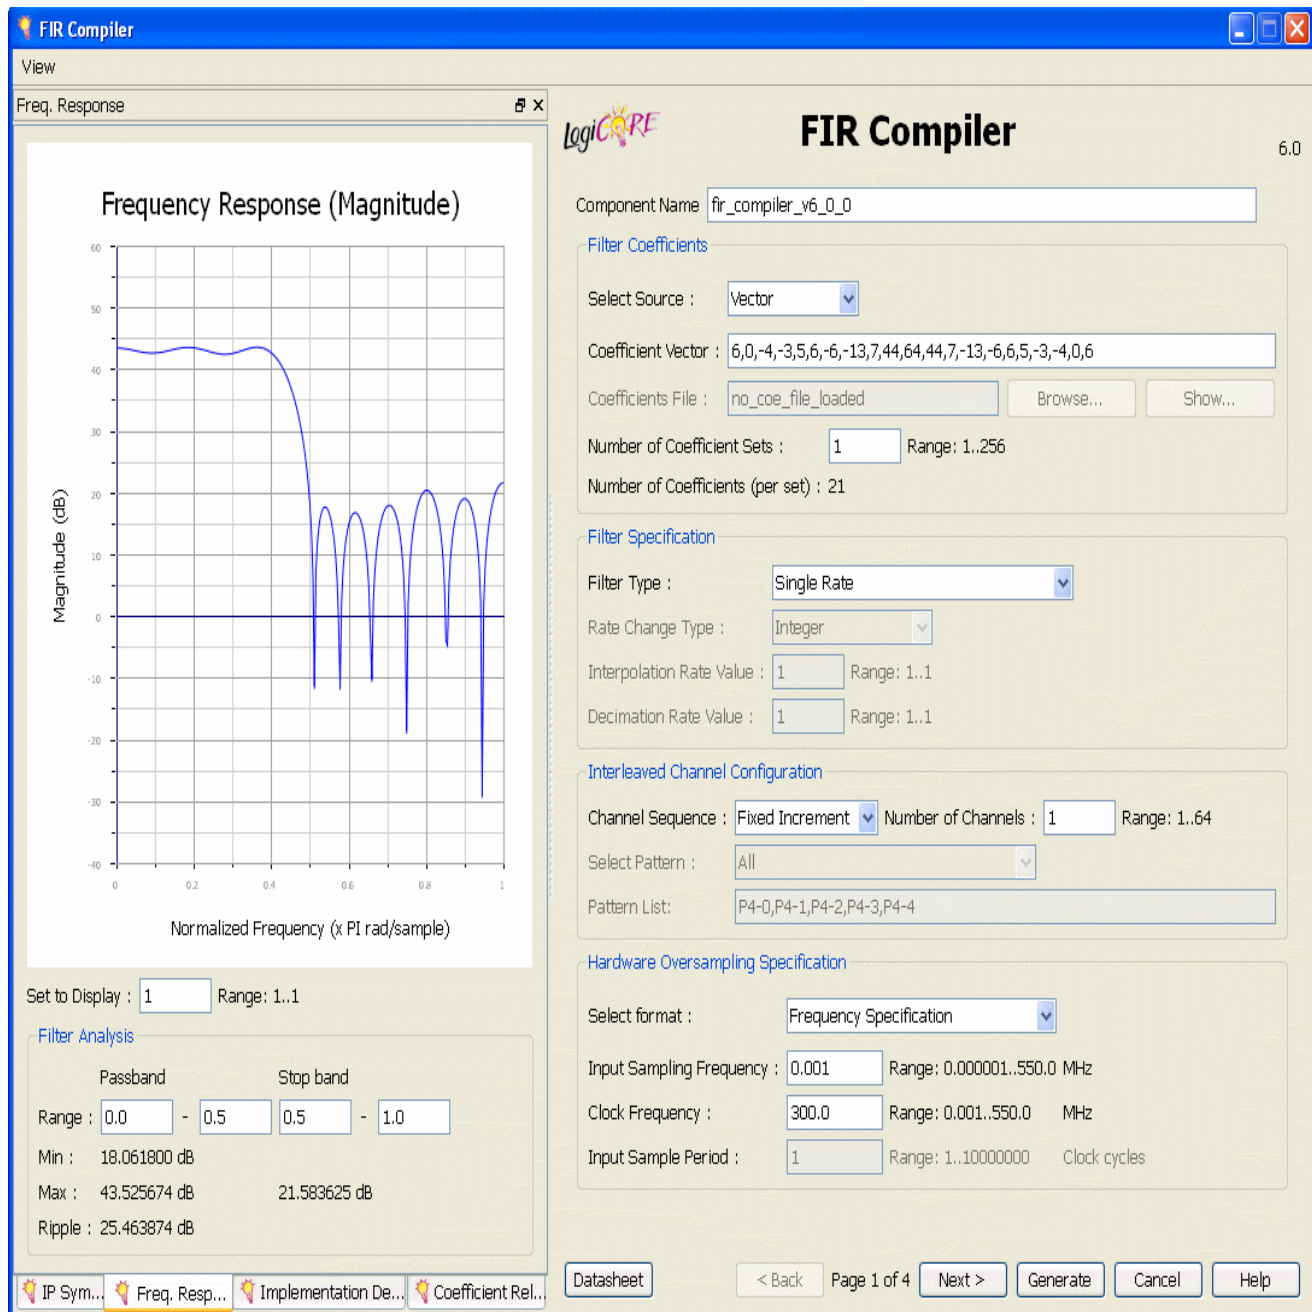 FIR Compiler
View
Freq. Response
Frequency Response (Magnitude)
60
50
40
30
20
10
0
-10
-20
-30
-40
0 0.2 0.4 0.6 0.8 1
Magnitude (dB)
Normalized Frequency (x PI rad/sample)
Set to Display : 1 Range: 1..1
Filter Analysis
Passband Stop band
Range : 0.0 - 0.5 0.5 - 1.0
Min : 18.061800 dB
Max : 43.525674 dB 21.583625 dB
Ripple : 25.463874 dB
IP Sym... Freq. Resp... Implementation De... Coefficient Rel...
LogiCORE
FIR Compiler
6.0
Component Name fir_compiler_v6_0_0
Filter Coefficients
Select Source : Vector
Coefficient Vector : 6,0,-4,-3,5,6,-6,-13,7,44,64,44,7,-13,-6,6,5,-3,-4,0,6
Coefficients File : no_coe_file_loaded Browse... Show...
Number of Coefficient Sets : 1 Range: 1..256
Number of Coefficients (per set) : 21
Filter Specification
Filter Type : Single Rate
Rate Change Type : Integer
Interpolation Rate Value : 1 Range: 1..1
Decimation Rate Value : 1 Range: 1..1
Interleaved Channel Configuration
Channel Sequence : Fixed Increment Number of Channels : 1 Range: 1..64
Select Pattern : All
Pattern List: P4-0,P4-1,P4-2,P4-3,P4-4
Hardware Oversampling Specification
Select format : Frequency Specification
Input Sampling Frequency : 0.001 Range: 0.000001..550.0 MHz
Clock Frequency : 300.0 Range: 0.001..550.0 MHz
Input Sample Period : 1 Range: 1..10000000 Clock cycles
Datasheet < Back Page 1 of 4 Next > Generate Cancel Help